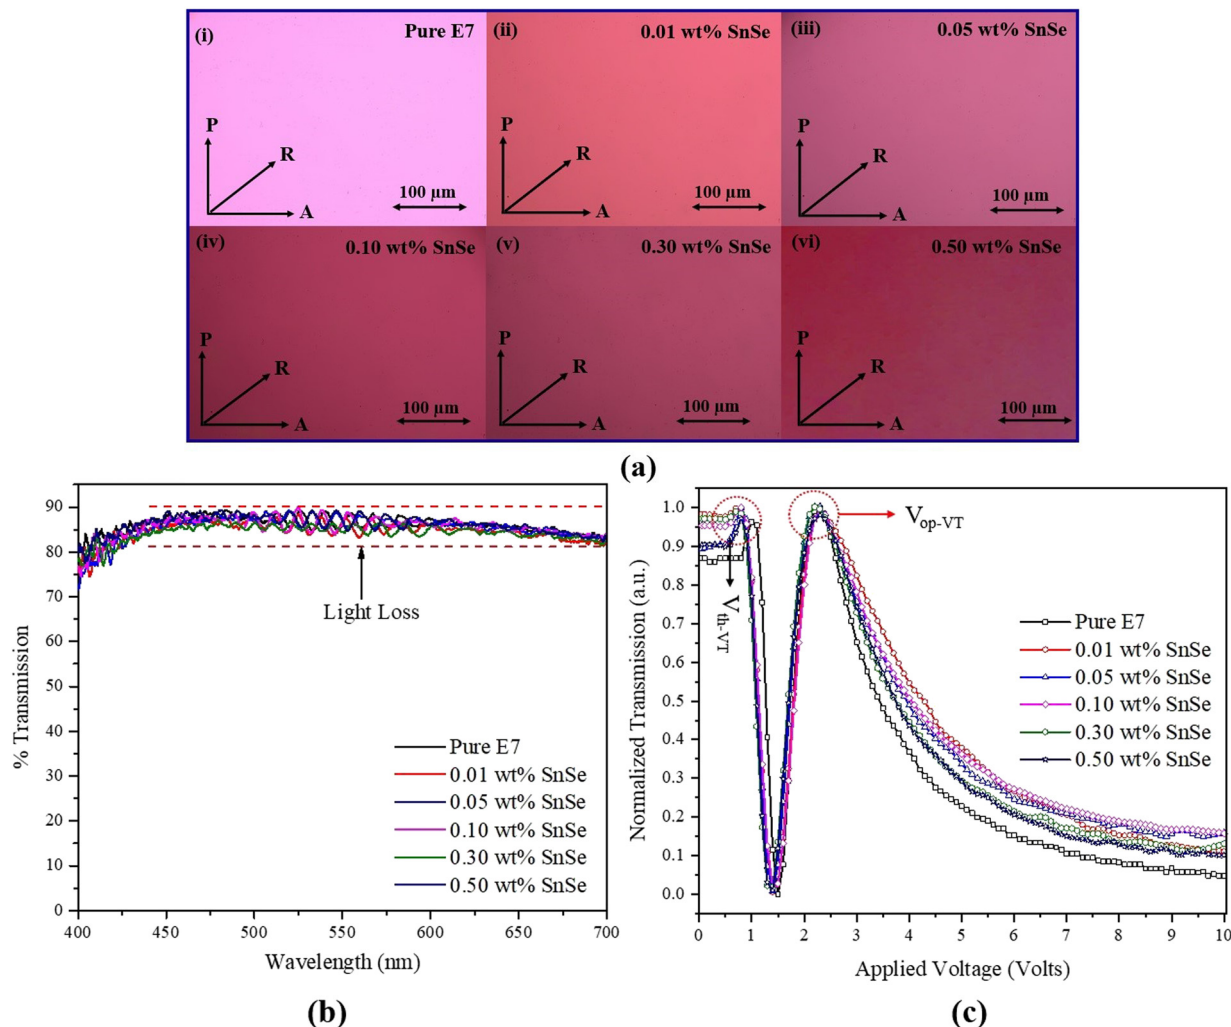 (i) Pure E7
P
R
A
100 µm
(ii) 0.01 wt% SnSe
P
R
A
100 µm
(iii) 0.05 wt% SnSe
P
R
A
100 µm
(iv) 0.10 wt% SnSe
P
R
A
100 µm
(v) 0.30 wt% SnSe
P
R
A
100 µm
(vi) 0.50 wt% SnSe
P
R
A
100 µm
(a)
% Transmission
90
80
75
60
50
40
30
20
10
0
Light Loss
Pure E7
0.01 wt% SnSe
0.05 wt% SnSe
0.10 wt% SnSe
0.30 wt% SnSe
0.50 wt% SnSe
400 450 500 550 600 650 700
Wavelength (nm)
(b)
Normalized Transmission (a.u.)
1.0
0.9
0.8
0.7
0.6
0.5
0.4
0.3
0.2
0.1
0.0
Vop-VT
Vth-VT
Pure E7
0.01 wt% SnSe
0.05 wt% SnSe
0.10 wt% SnSe
0.30 wt% SnSe
0.50 wt% SnSe
0 1 2 3 4 5 6 7 8 9 10
Applied Voltage (Volts)
(c)